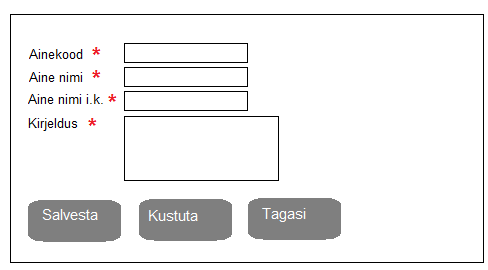 Ainekood *
Aine nimi *
Aine nimi i.k. *
Kirjeldus *
Salvesta Kustuta Tagasi